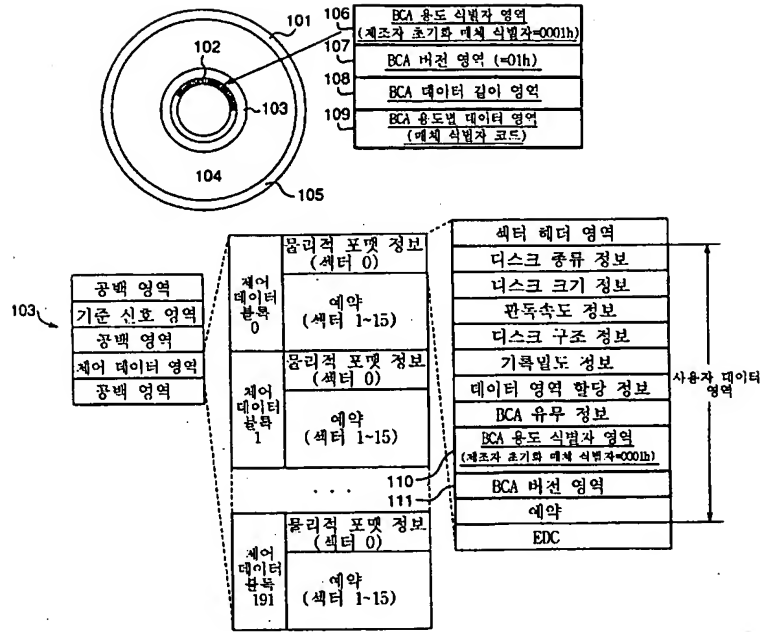 101
102
103
104
105
106
BCA 용도 식별자 영역
(제조자 초기화 매체 식별자=0001h)
107
BCA 버전 영역 (=01h)
108
BCA 데이터 길이 영역
109
BCA 용도별 데이터 영역
(매체 식별자 코드)
103
공백 영역
기준 신호 영역
공백 영역
제어 데이터 영역
공백 영역
제어
데이터
블록
0
물리적 포맷 정보
(섹터 0)
예약
(섹터 1~15)
제어
데이터
블록
1
물리적 포맷 정보
(섹터 0)
예약
(섹터 1~15)
. . .
제어
데이터
블록
191
물리적 포맷 정보
(섹터 0)
예약
(섹터 1~15)
섹터 헤더 영역
디스크 종류 정보
디스크 크기 정보
판독속도 정보
디스크 구조 정보
기록밀도 정보
데이터 영역 할당 정보
BCA 유무 정보
110
BCA 용도 식별자 영역
(제조자 초기화 매체 식별자=0001h)
111
BCA 버전 영역
예약
EDC
사용자 데이터
영역